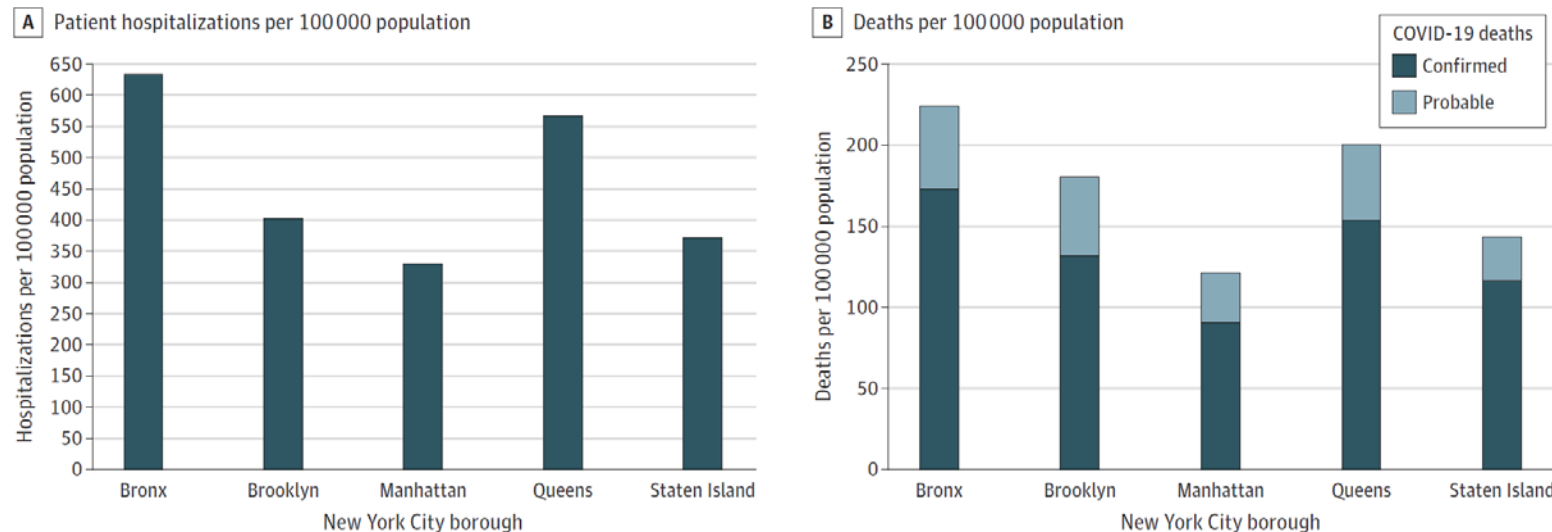 A Patient hospitalizations per 100 000 population
Hospitalizations per 100 000 population
650
600
550
500
450
400
350
300
250
200
150
100
50
0
Bronx Brooklyn Manhattan Queens Staten Island
New York City borough
B Deaths per 100 000 population
COVID-19 deaths
Confirmed
Probable
Deaths per 100 000 population
250
200
150
100
50
0
Bronx Brooklyn Manhattan Queens Staten Island
New York City borough